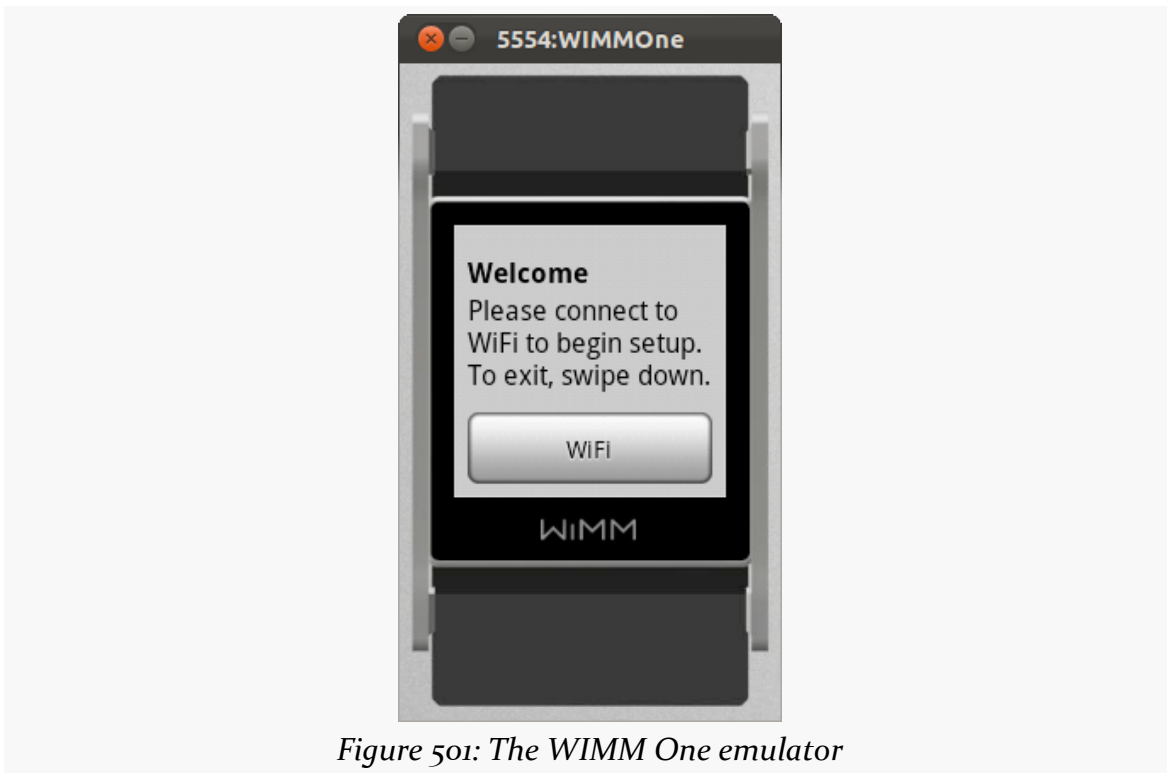 5554:WIMMOne
Welcome
Please connect to
WiFi to begin setup.
To exit, swipe down.
WiFi
WiMM
Figure 501: The WIMM One emulator